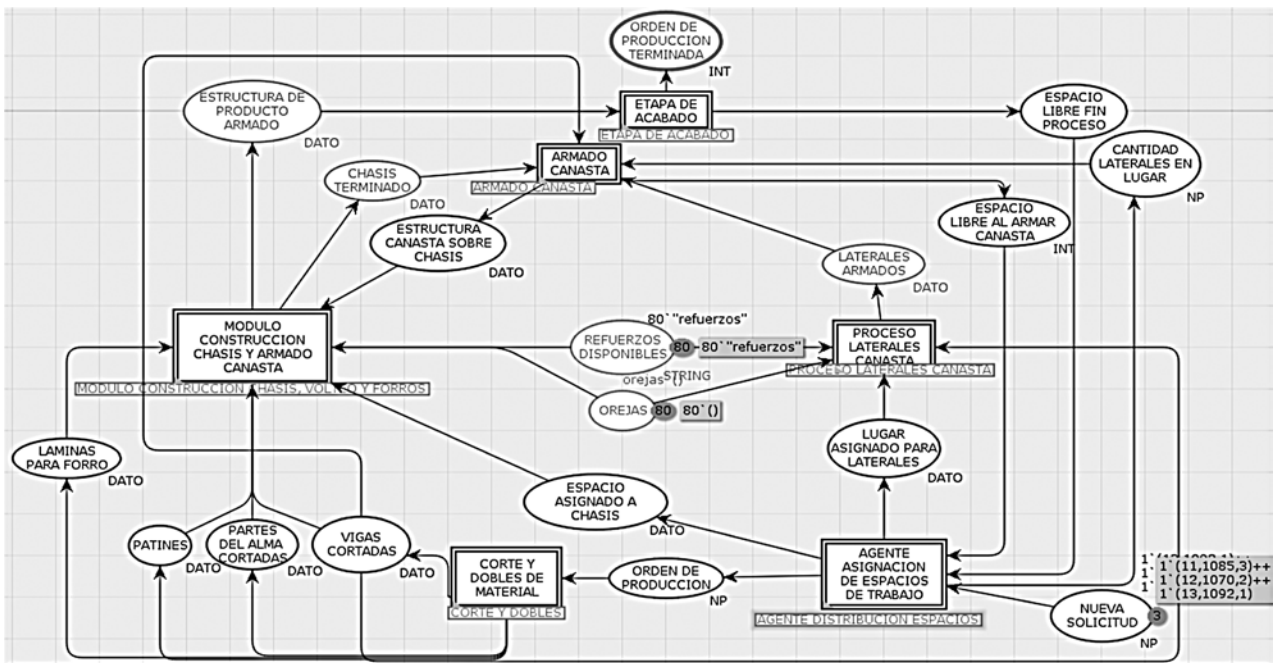 ORDEN DE
PRODUCCION
TERMINADA
INT
ESTRUCTURA DE
PRODUCTO
ARMADO
DATO
ETAPA DE
ACABADO
ETAPA DE ACABADO
ESPACIO
LIBRE FIN
PROCESO
CANTIDAD
LATERALES EN
LUGAR
NP
ARMADO
CANASTA
ARMADO CANASTA
CHASIS
TERMINADO
DATO
ESTRUCTURA
CANASTA SOBRE
CHASIS
DATO
ESPACIO
LIBRE AL ARMAR
CANASTA
INT
LATERALES
ARMADOS
DATO
MODULO
CONSTRUCCION
CHASIS Y ARMADO
CANASTA
MODULO CONSTRUCCION CHASIS, VOLTEO Y FORROS
80`"refuerzos"
REFUERZOS
DISPONIBLES
80
80`"refuerzos"
STRING
PROCESO
LATERALES
CANASTA
PROCESO LATERALES CANASTA
orejas`()
OREJAS
80
80`()
LAMINAS
PARA FORRO
DATO
LUGAR
ASIGNADO PARA
LATERALES
DATO
ESPACIO
ASIGNADO A
CHASIS
DATO
PATINES
DATO
PARTES
DEL ALMA
CORTADAS
DATO
VIGAS
CORTADAS
DATO
CORTE Y
DOBLES DE
MATERIAL
CORTE Y DOBLES
ORDEN DE
PRODUCCION
NP
AGENTE
ASIGNACION
DE ESPACIOS
DE TRABAJO
AGENTE DISTRIBUCION ESPACIOS
1`(11,1085,3)++
1`(12,1070,2)++
1`(13,1092,1)
NUEVA
SOLICITUD
3
NP